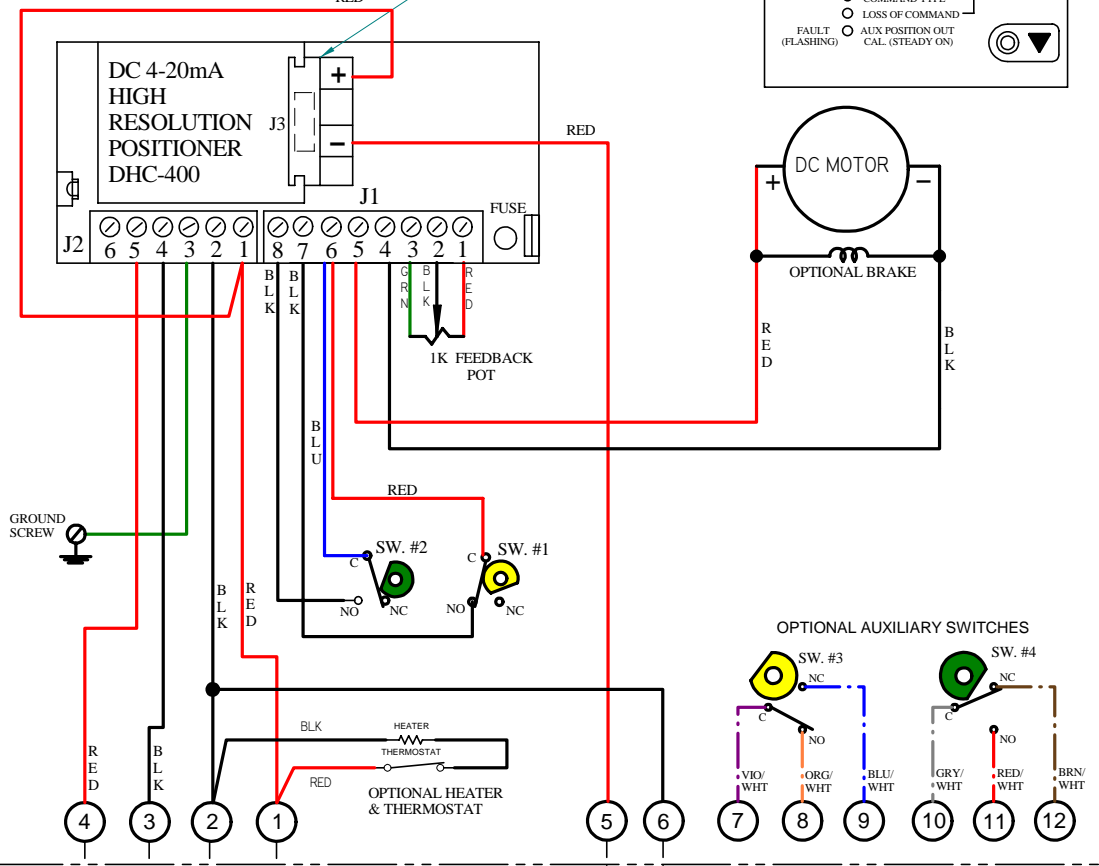 RED
COMMAND TYPE
LOSS OF COMMAND
FAULT
(FLASHING)
AUX POSITION OUT
CAL. (STEADY ON)
DC 4-20mA
HIGH
RESOLUTION
POSITIONER
DHC-400
J3
+
−
RED
J1
FUSE
J2
6 5 4 3 2 1
8 7 6 5 4 3 2 1
DC MOTOR
+
−
OPTIONAL BRAKE
BLK
BLK
GRN
BLK
RED
1K FEEDBACK
POT
RED
BLK
BLU
RED
GROUND
SCREW
SW. #2
C
NO
NC
SW. #1
C
NO
NC
BLK
RED
OPTIONAL AUXILIARY SWITCHES
SW. #3
NC
C
NO
SW. #4
NC
C
NO
BLK
HEATER
THERMOSTAT
RED
OPTIONAL HEATER
& THERMOSTAT
RED
BLK
VIO/
WHT
ORG/
WHT
BLU/
WHT
GRY/
WHT
RED/
WHT
BRN/
WHT
4 3 2 1 5 6 7 8 9 10 11 12